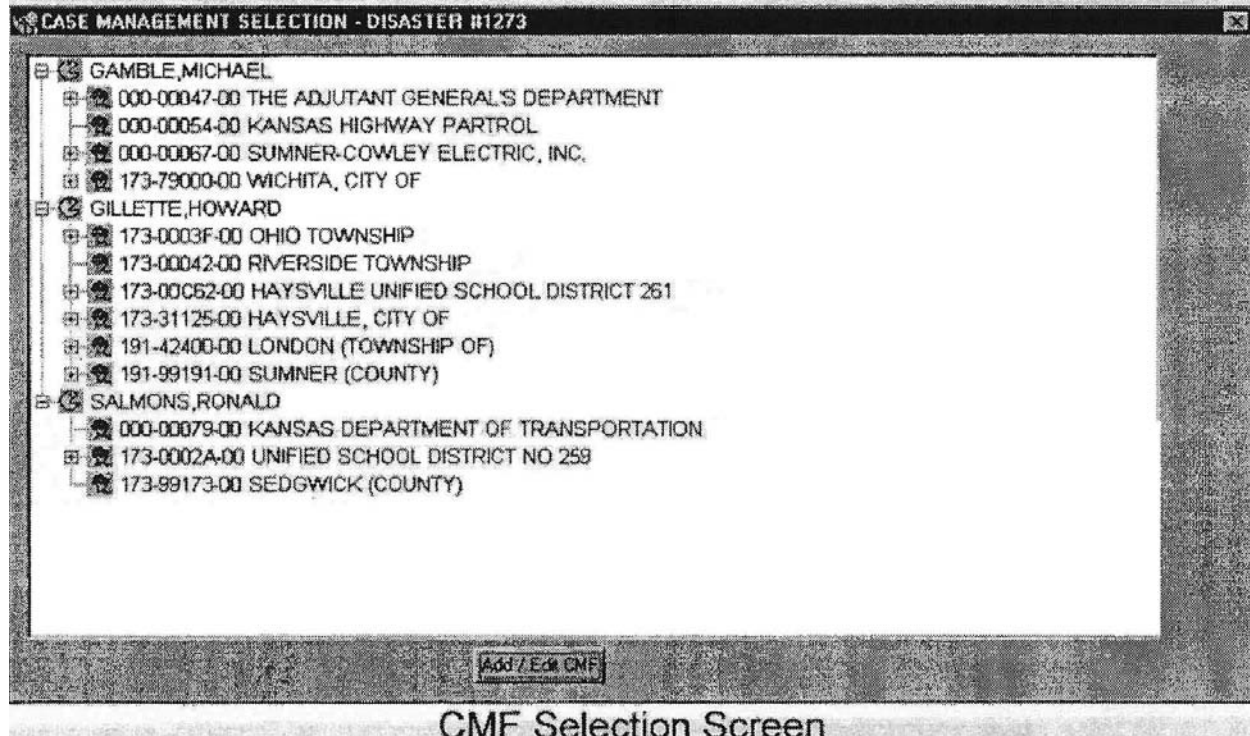 CASE MANAGEMENT SELECTION - DISASTER #1273
GAMBLE,MICHAEL
000-00047-00 THE ADJUTANT GENERAL'S DEPARTMENT
000-00054-00 KANSAS HIGHWAY PARTROL
000-00067-00 SUMNER-COWLEY ELECTRIC, INC.
173-79000-00 WICHITA, CITY OF
GILLETTE,HOWARD
173-0003F-00 OHIO TOWNSHIP
173-00042-00 RIVERSIDE TOWNSHIP
173-00C62-00 HAYSVILLE UNIFIED SCHOOL DISTRICT 261
173-31125-00 HAYSVILLE, CITY OF
191-42400-00 LONDON (TOWNSHIP OF)
191-99191-00 SUMNER (COUNTY)
SALMONS,RONALD
000-00079-00 KANSAS DEPARTMENT OF TRANSPORTATION
173-0002A-00 UNIFIED SCHOOL DISTRICT NO 259
173-99173-00 SEDGWICK (COUNTY)
Add / Edit CMF
CMF Selection Screen